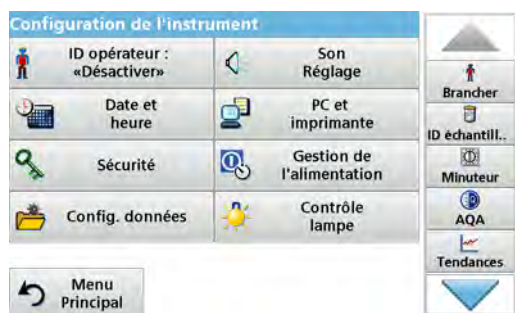 Configuration de l'instrument
ID opérateur :
«Désactiver»
Son
Réglage
Date et
heure
PC et
imprimante
Sécurité
Gestion de
l'alimentation
Config. données
Contrôle
lampe
Menu
Principal
Brancher
ID échantill..
Minuteur
AQA
Tendances